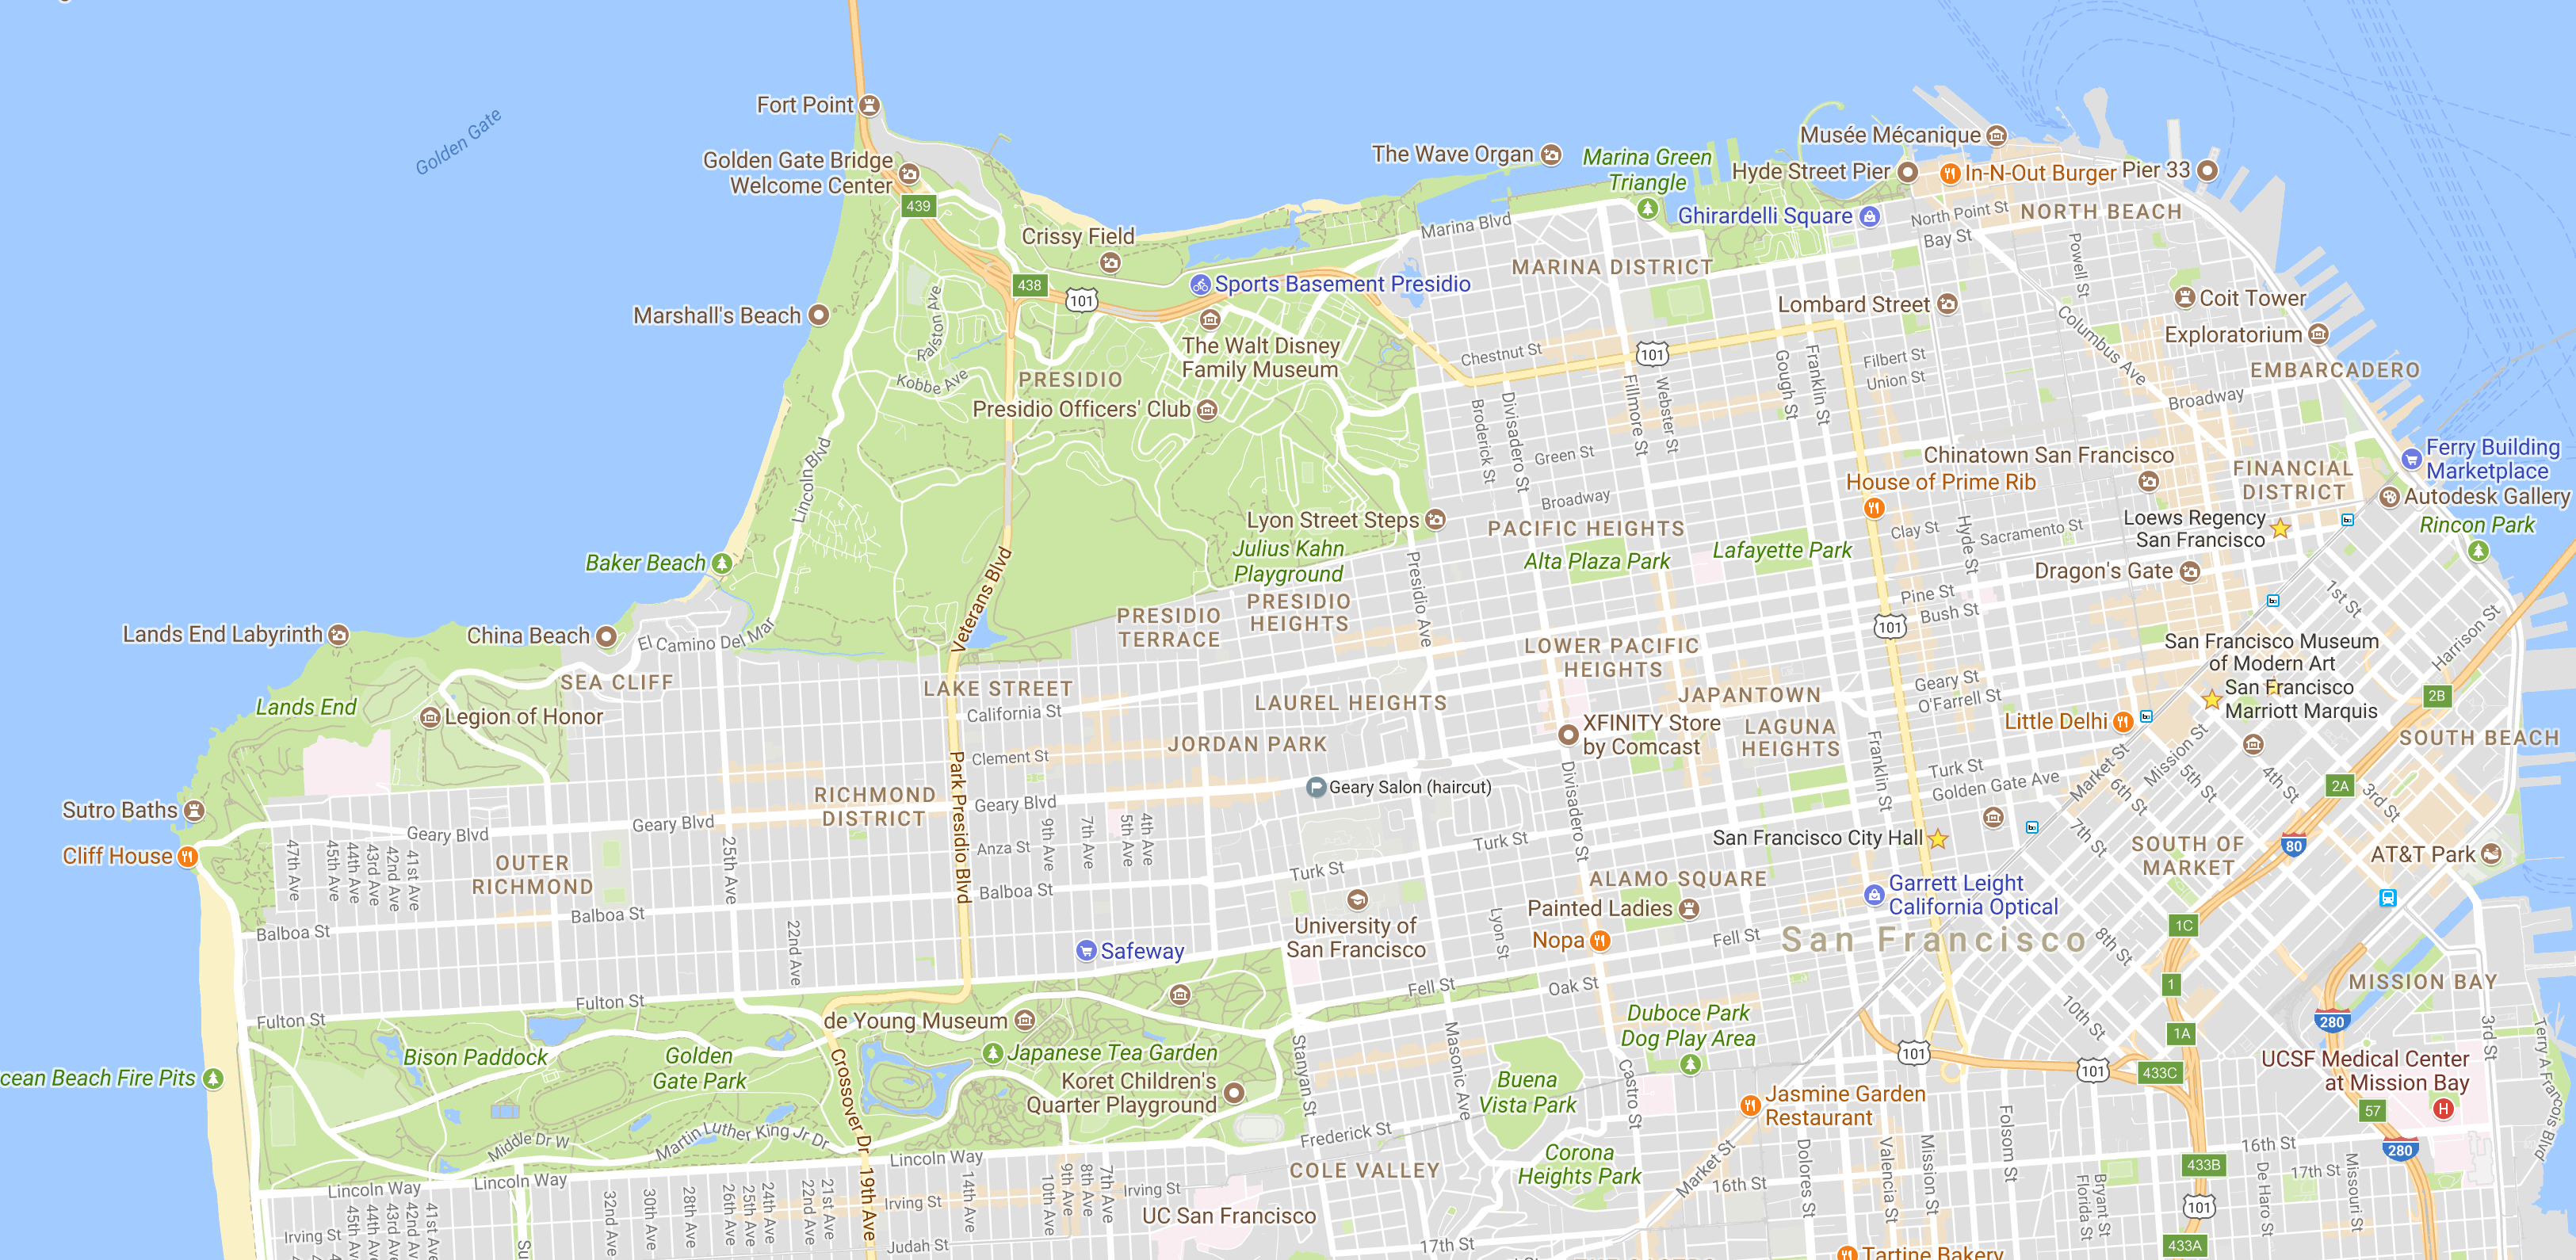 Golden Gate
Fort Point
Golden Gate Bridge
Welcome Center
439
438
101
Crissy Field
Marshall's Beach
Ralston Ave
Kobbe Ave
Lincoln Blvd
PRESIDIO
Presidio Officers' Club
The Walt Disney
Family Museum
Sports Basement Presidio
The Wave Organ
Marina Green
Triangle
Marina Blvd
MARINA DISTRICT
Musée Mécanique
Hyde Street Pier
In-N-Out Burger
Pier 33
Ghirardelli Square
North Point St
NORTH BEACH
Bay St
Powell St
Lombard Street
Coit Tower
Exploratorium
Columbus Ave
EMBARCADERO
Chestnut St
101
Filbert St
Union St
Gough St
Franklin St
Fillmore St
Webster St
Broderick St
Divisadero St
Green St
Broadway
Broadway
Chinatown San Francisco
House of Prime Rib
FINANCIAL
DISTRICT
Ferry Building
Marketplace
Autodesk Gallery
Rincon Park
Lyon Street Steps
Julius Kahn
Playground
PACIFIC HEIGHTS
Alta Plaza Park
Lafayette Park
Clay St
Hyde St
Sacramento St
Loews Regency
San Francisco
Dragon's Gate
Baker Beach
Veterans Blvd
Presidio Ave
Pine St
Bush St
101
1st St
Harrison St
Lands End Labyrinth
China Beach
El Camino Del Mar
PRESIDIO
TERRACE
PRESIDIO
HEIGHTS
LOWER PACIFIC
HEIGHTS
San Francisco Museum
of Modern Art
San Francisco
Marriott Marquis
SEA CLIFF
Lands End
Legion of Honor
LAKE STREET
California St
LAUREL HEIGHTS
JAPANTOWN
LAGUNA
HEIGHTS
Geary St
O'Farrell St
Little Delhi
2B
SOUTH BEACH
JORDAN PARK
XFINITY Store
by Comcast
Clement St
Park Presidio Blvd
Geary Salon (haircut)
Divisadero St
Franklin St
Turk St
Golden Gate Ave
Market St
Mission St
5th St
4th St
6th St
7th St
3rd St
2A
RICHMOND
DISTRICT
Geary Blvd
Geary Blvd
Geary Blvd
Sutro Baths
Cliff House
OUTER
RICHMOND
47th Ave
45th Ave
44th Ave
43rd Ave
42nd Ave
41st Ave
25th Ave
Anza St
9th Ave
7th Ave
5th Ave
4th Ave
Turk St
Turk St
San Francisco City Hall
SOUTH OF
MARKET
80
AT&T Park
Balboa St
Balboa St
Balboa St
22nd Ave
ALAMO SQUARE
Painted Ladies
Nopa
Garrett Leight
California Optical
University of
San Francisco
Lyon St
Fell St
San Francisco
8th St
1C
Safeway
MISSION BAY
1
Fulton St
Fulton St
Fell St
Oak St
10th St
280
3rd St
Terry A Francois Blvd
de Young Museum
Japanese Tea Garden
Bison Paddock
Golden
Gate Park
cean Beach Fire Pits
Koret Children's
Quarter Playground
Crossover Dr
Stanyan St
Masonic Ave
Duboce Park
Dog Play Area
101
101
1A
433C
UCSF Medical Center
at Mission Bay
H
57
280
Buena
Vista Park
Castro St
Jasmine Garden
Restaurant
Middle Dr W
Martin Luther King Jr Dr
Frederick St
Corona
Heights Park
COLE VALLEY
Market St
16th St
Dolores St
Valencia St
Mission St
Folsom St
16th St
17th St
433B
De Haro St
Missouri St
Bryant St
Florida St
101
433A
Lincoln Way
Lincoln Way
Lincoln Way
Irving St
Irving St
Irving St
45th Av
44th Av
43rd Av
42nd Av
41st Ave
Su
32nd Ave
30th Ave
28th Ave
26th Ave
25th Ave
24th Ave
22nd Ave
21st Ave
19th Ave
14th Ave
10th Ave
9th Ave
8th Ave
7th Ave
Judah St
UC San Francisco
17th St
Tartine Bakery